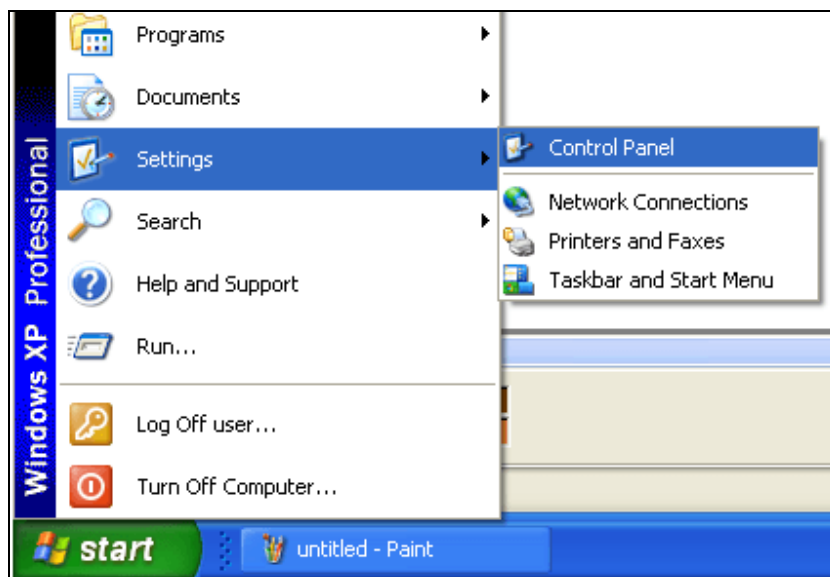 Programs
Documents
Settings
Search
Help and Support
Run...
Log Off user...
Turn Off Computer...
Windows XP Professional
Control Panel
Network Connections
Printers and Faxes
Taskbar and Start Menu
start
untitled - Paint